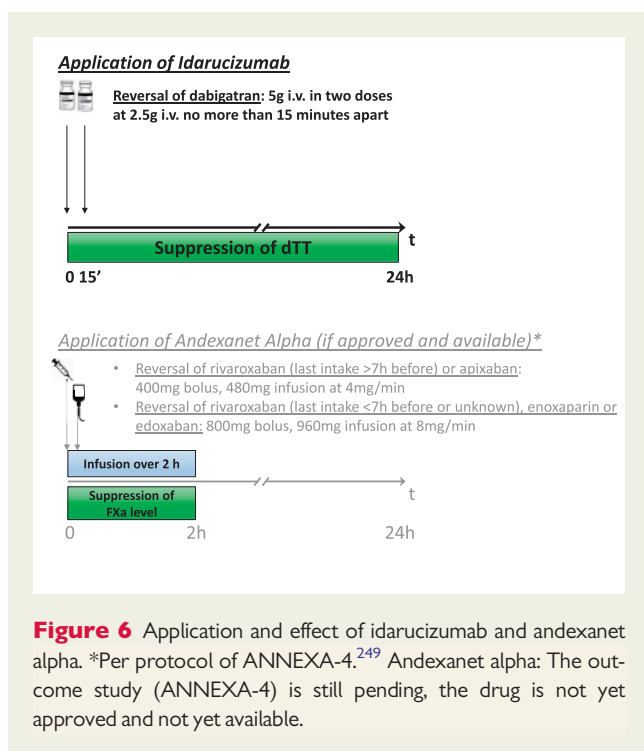 Application of Idarucizumab
Reversal of dabigatran: 5g i.v. in two doses
at 2.5g i.v. no more than 15 minutes apart
t
Suppression of dTT
0 15’ 24h
Application of Andexanet Alpha (if approved and available)*
• Reversal of rivaroxaban (last intake >7h before) or apixaban:
400mg bolus, 480mg infusion at 4mg/min
• Reversal of rivaroxaban (last intake <7h before or unknown), enoxaparin or
edoxaban: 800mg bolus, 960mg infusion at 8mg/min
Infusion over 2 h
t
Suppression of
FXa level
0 2h 24h
Figure 6 Application and effect of idarucizumab and andexanet
alpha. *Per protocol of ANNEXA-4.249 Andexanet alpha: The out-
come study (ANNEXA-4) is still pending, the drug is not yet
approved and not yet available.